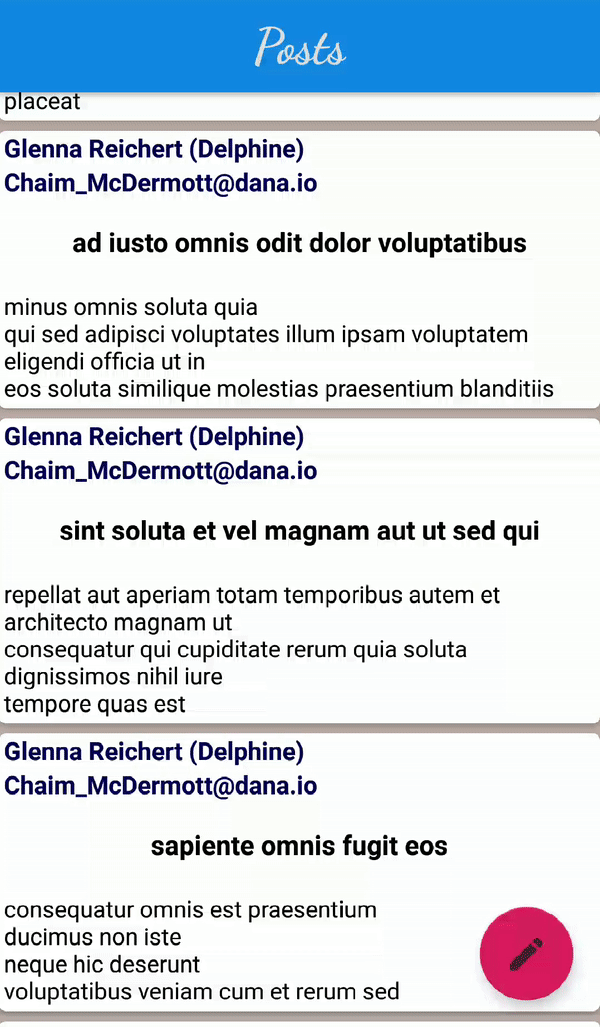 Posts
placeat
Glenna Reichert (Delphine)
Chaim_McDermott@dana.io
ad iusto omnis odit dolor voluptatibus
minus omnis soluta quia
qui sed adipisci voluptates illum ipsam voluptatem
eligendi officia ut in
eos soluta similique molestias praesentium blanditiis
Glenna Reichert (Delphine)
Chaim_McDermott@dana.io
sint soluta et vel magnam aut ut sed qui
repellat aut aperiam totam temporibus autem et
architecto magnam ut
consequatur qui cupiditate rerum quia soluta
dignissimos nihil iure
tempore quas est
Glenna Reichert (Delphine)
Chaim_McDermott@dana.io
sapiente omnis fugit eos
consequatur omnis est praesentium
ducimus non iste
neque hic deserunt
voluptatibus veniam cum et rerum sed